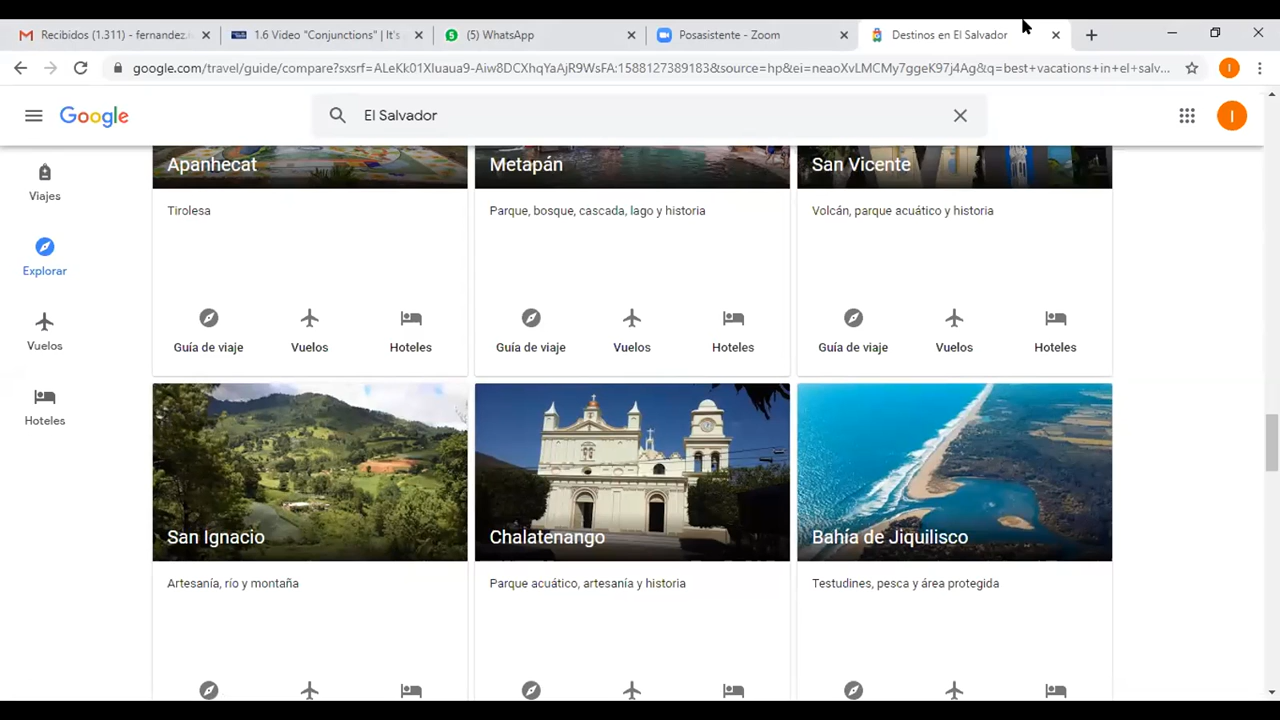 Recibidos (1.311) - fernandez.
1.6 Video "Conjunctions" | It's
(5) WhatsApp
Posasistente - Zoom
Destinos en El Salvador
google.com/travel/guide/compare?sxsrf=ALeKk01XIuaua9-Aiw8DCXhqYaAjR9WsFA:1588127389183&source=hp&ei=neaoXvLMCMy7ggeK97j4Ag&q=best+vacations+in+el+salv...
I
Google
El Salvador
I
Viajes
Explorar
Vuelos
Hoteles
Apanhecat
Metapán
San Vicente
Tirolesa
Parque, bosque, cascada, lago y historia
Volcán, parque acuático y historia
Guía de viaje
Vuelos
Hoteles
Guía de viaje
Vuelos
Hoteles
Guía de viaje
Vuelos
Hoteles
San Ignacio
Chalatenango
Bahía de Jiquilisco
Artesanía, río y montaña
Parque acuático, artesanía y historia
Testudines, pesca y área protegida